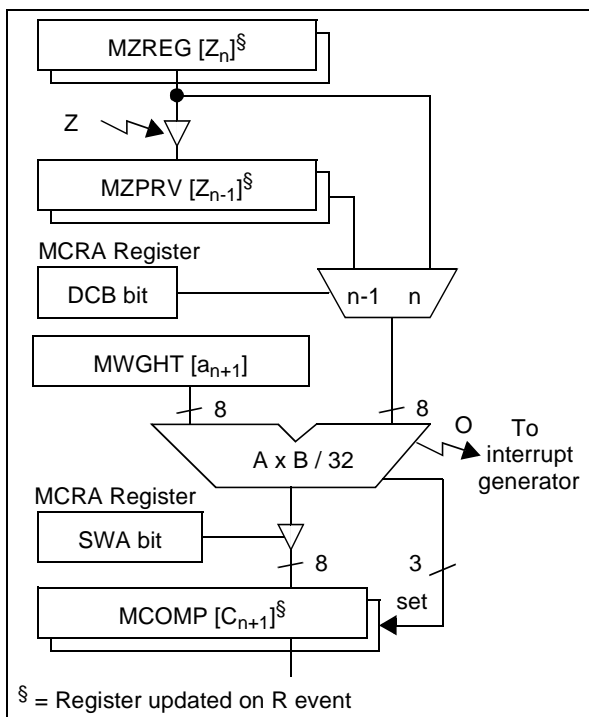 MZREG [Zn]§
Z
MZPRV [Zn-1]§
MCRA Register
DCB bit
n-1 n
MWGHT [an+1]
8
8
A x B / 32
O
To
interrupt
generator
MCRA Register
SWA bit
8
3
set
MCOMP [Cn+1]§
§ = Register updated on R event